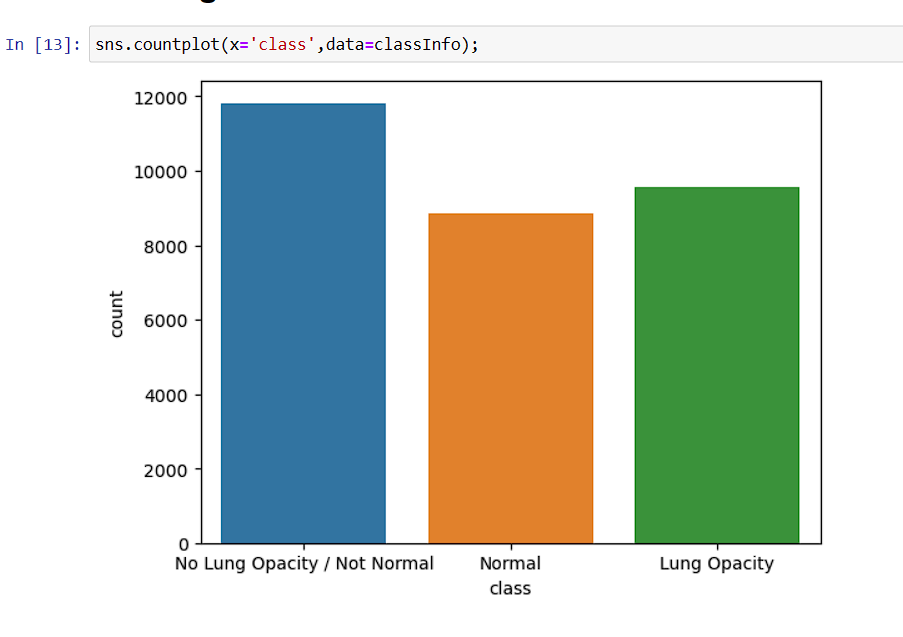 In [13]: sns.countplot(x='class',data=classInfo);
12000
10000
8000
6000
4000
2000
0
count
No Lung Opacity / Not Normal Normal Lung Opacity
class